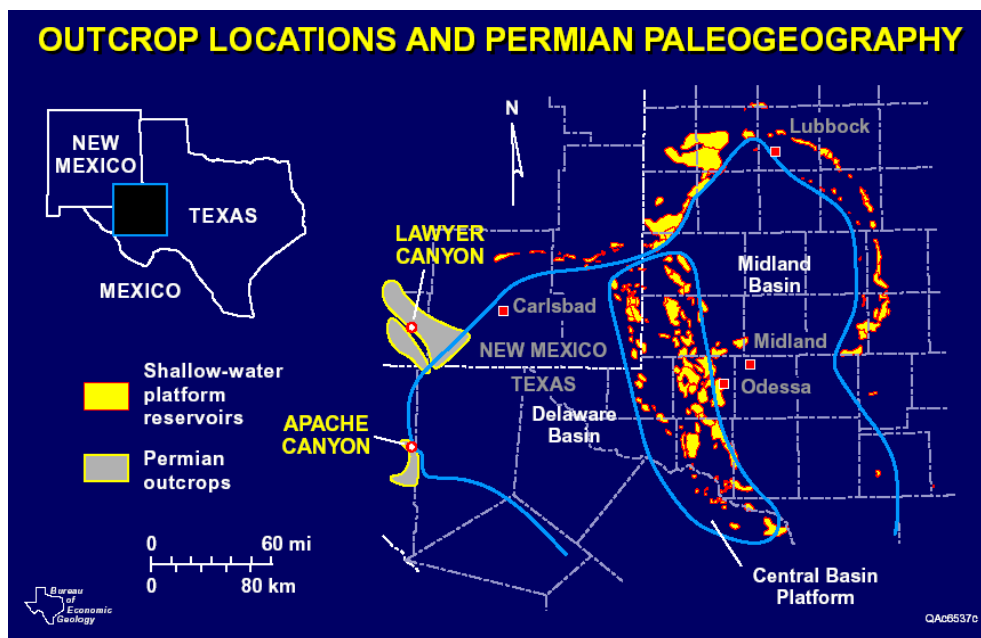 OUTCROP LOCATIONS AND PERMIAN PALEOGEOGRAPHY
NEW
MEXICO
TEXAS
MEXICO
N
Lubbock
LAWYER
CANYON
Midland
Basin
Carlsbad
NEW MEXICO
Midland
TEXAS
Odessa
Delaware
Basin
Shallow-water
platform
reservoirs
APACHE
CANYON
Permian
outcrops
0 60 mi
0 80 km
Central Basin
Platform
Bureau
of
Economic
Geology
QAc6537c